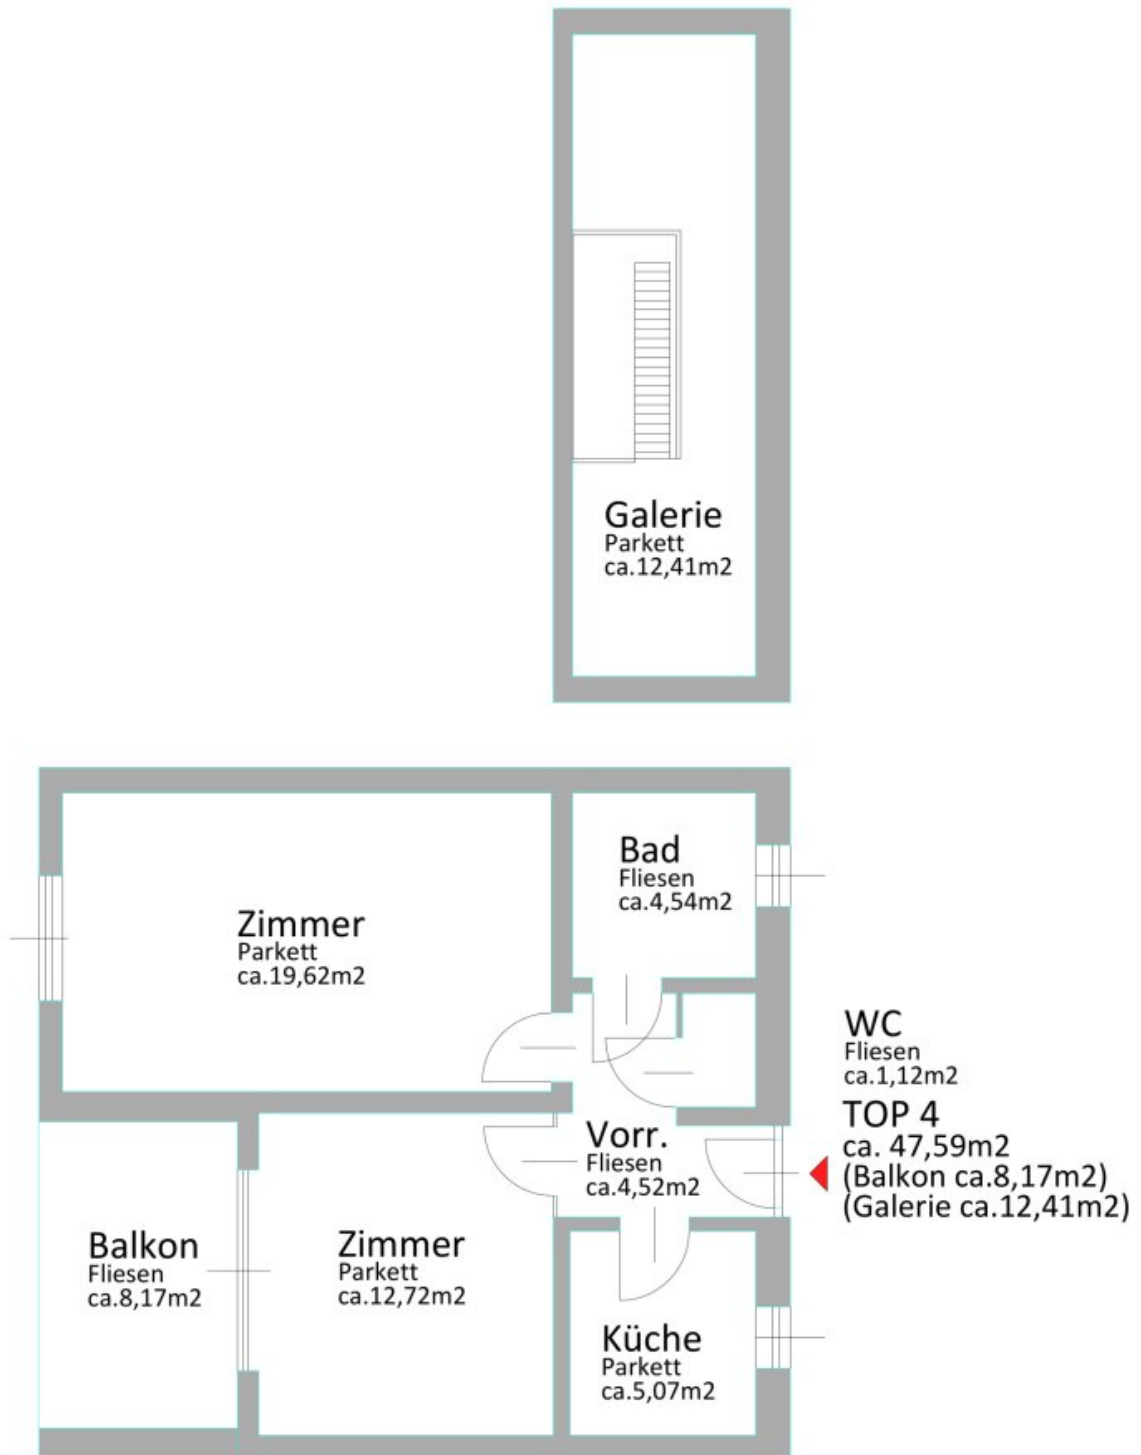 Galerie
Parkett
ca.12,41m2
Bad
Fliesen
ca.4,54m2
Zimmer
Parkett
ca.19,62m2
WC
Fliesen
ca.1,12m2
TOP 4
ca. 47,59m2
(Balkon ca.8,17m2)
(Galerie ca.12,41m2)
Vorr.
Fliesen
ca.4,52m2
Balkon
Fliesen
ca.8,17m2
Zimmer
Parkett
ca.12,72m2
Küche
Parkett
ca.5,07m2